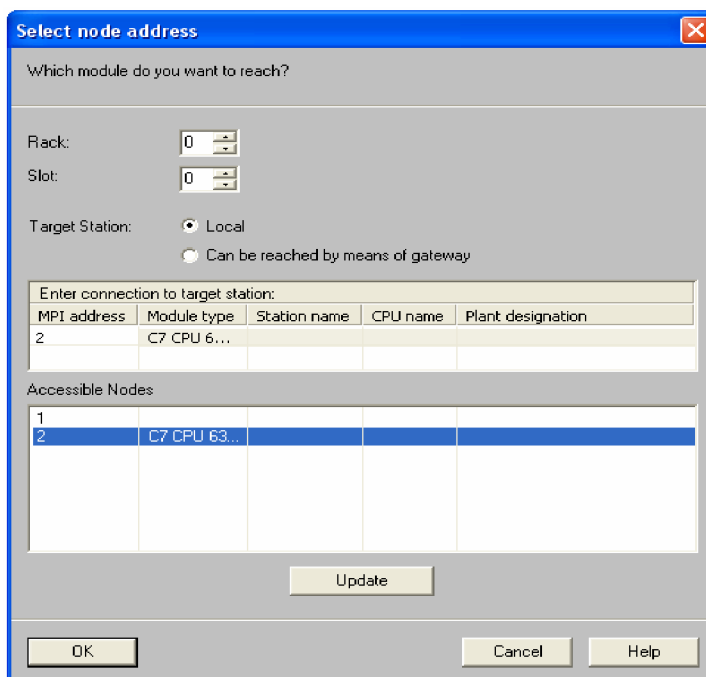 Select node address
Which module do you want to reach?
Rack: 0
Slot: 0
Target Station: Local
Can be reached by means of gateway
Enter connection to target station:
MPI address Module type Station name CPU name Plant designation
2 C7 CPU 6...
Accessible Nodes
1
2 C7 CPU 63...
Update
OK Cancel Help